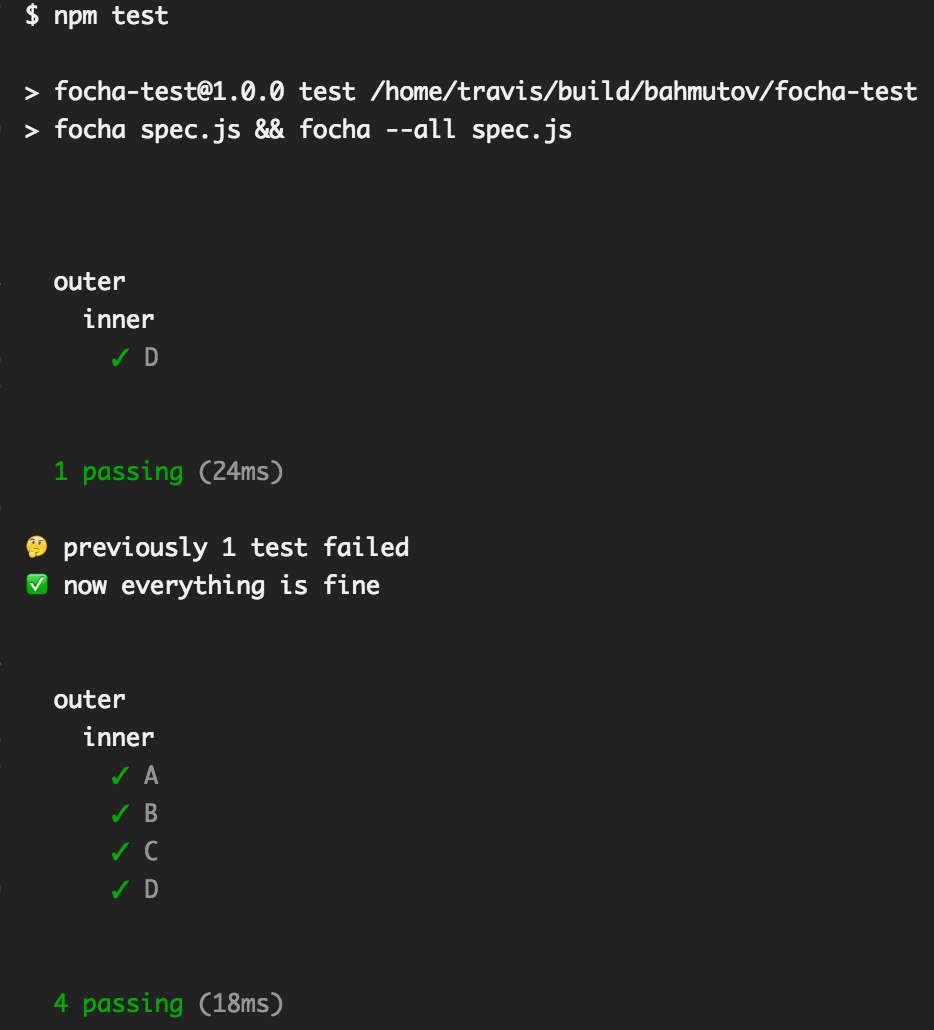 $ npm test
> focha-test@1.0.0 test /home/travis/build/bahmutov/focha-test
> focha spec.js && focha --all spec.js
outer
inner
✓ D
1 passing (24ms)
🤔 previously 1 test failed
✅ now everything is fine
outer
inner
✓ A
✓ B
✓ C
✓ D
4 passing (18ms)